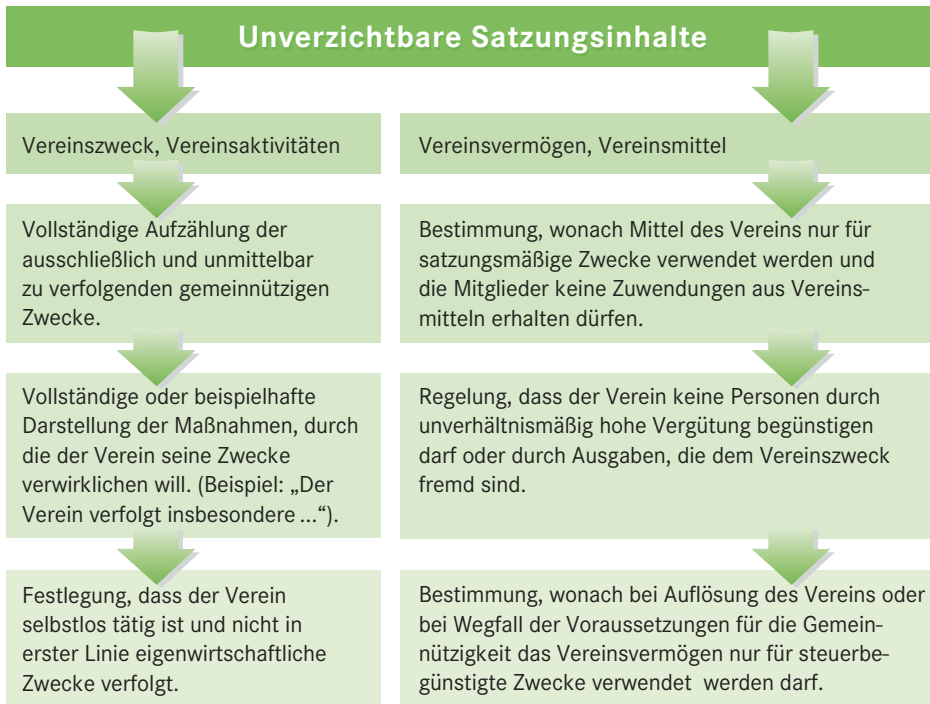 Unverzichtbare Satzungsinhalte
Vereinszweck, Vereinsaktivitäten
Vollständige Aufzählung der
ausschließlich und unmittelbar
zu verfolgenden gemeinnützigen
Zwecke.
Vollständige oder beispielhafte
Darstellung der Maßnahmen, durch
die der Verein seine Zwecke
verwirklichen will. (Beispiel: „Der
Verein verfolgt insbesondere ...“).
Festlegung, dass der Verein
selbstlos tätig ist und nicht in
erster Linie eigenwirtschaftliche
Zwecke verfolgt.
Vereinsvermögen, Vereinsmittel
Bestimmung, wonach Mittel des Vereins nur für
satzungsmäßige Zwecke verwendet werden und
die Mitglieder keine Zuwendungen aus Vereins-
mitteln erhalten dürfen.
Regelung, dass der Verein keine Personen durch
unverhältnismäßig hohe Vergütung begünstigen
darf oder durch Ausgaben, die dem Vereinszweck
fremd sind.
Bestimmung, wonach bei Auflösung des Vereins oder
bei Wegfall der Voraussetzungen für die Gemein-
nützigkeit das Vereinsvermögen nur für steuerbe-
günstigte Zwecke verwendet werden darf.